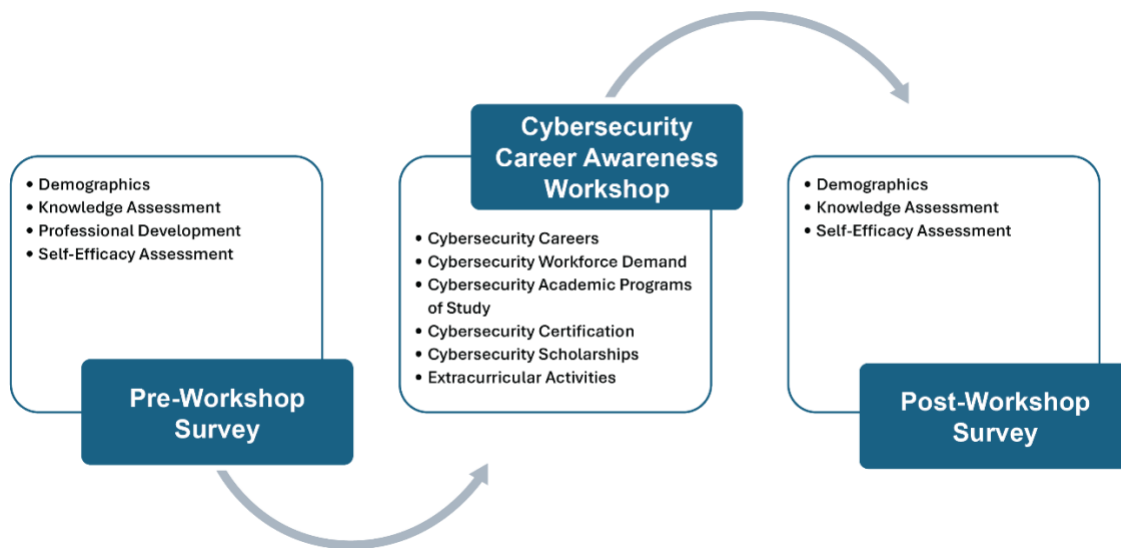 • Demographics
• Knowledge Assessment
• Professional Development
• Self-Efficacy Assessment
Pre-Workshop
Survey
Cybersecurity
Career Awareness
Workshop
• Cybersecurity Careers
• Cybersecurity Workforce Demand
• Cybersecurity Academic Programs
of Study
• Cybersecurity Certification
• Cybersecurity Scholarships
• Extracurricular Activities
• Demographics
• Knowledge Assessment
• Self-Efficacy Assessment
Post-Workshop
Survey